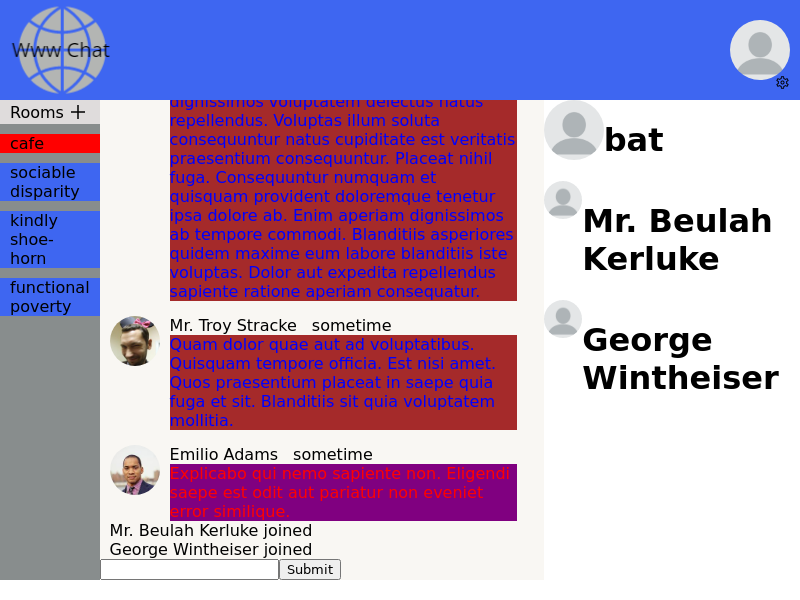 Www Chat
Rooms +
cafe
sociable
disparity
kindly
shoe-
horn
functional
poverty
dignissimos voluptatem delectus natus
repellendus. Voluptas illum soluta
consequuntur natus cupiditate est veritatis
praesentium consequuntur. Placeat nihil
fuga. Consequuntur numquam et
quisquam provident doloremque tenetur
ipsa dolore ab. Enim aperiam dignissimos
ab tempore commodi. Blanditiis asperiores
quidem maxime eum labore blanditiis iste
voluptas. Dolor aut expedita repellendus
sapiente ratione aperiam consequatur.
Mr. Troy Stracke sometime
Quam dolor quae aut ad voluptatibus.
Quisquam tempore officia. Est nisi amet.
Quos praesentium placeat in saepe quia
fuga et sit. Blanditiis sit quia voluptatem
mollitia.
Emilio Adams sometime
Explicabo qui nemo sapiente non. Eligendi
saepe est odit aut pariatur non eveniet
error similique.
Mr. Beulah Kerluke joined
George Wintheiser joined
Submit
bat
Mr. Beulah
Kerluke
George
Wintheiser